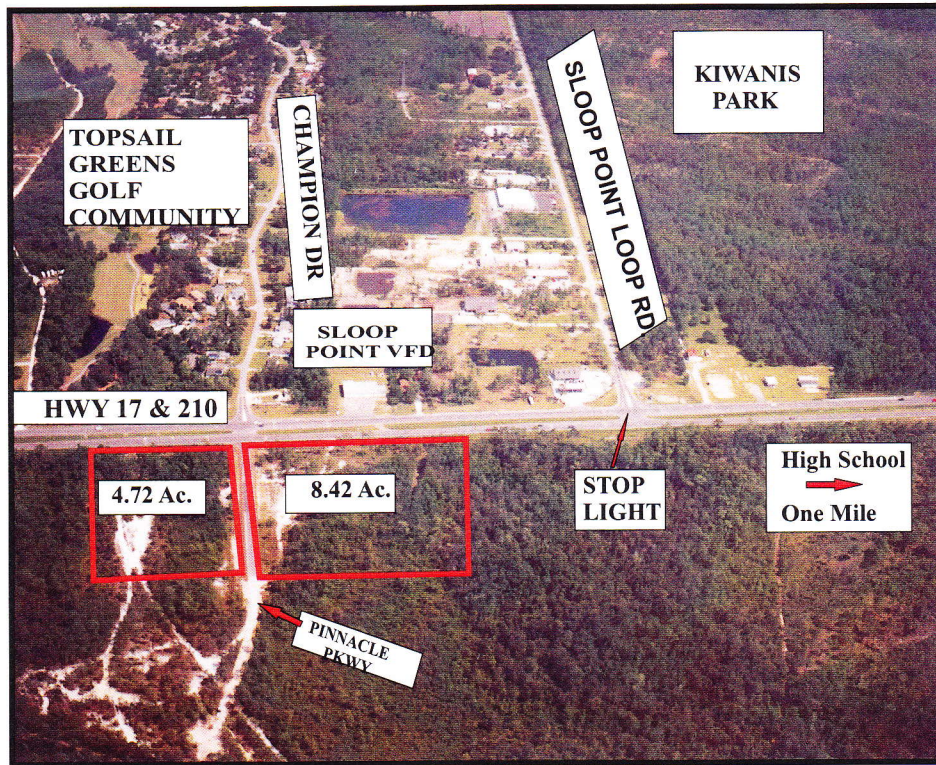 KIWANIS
PARK
SLOOP POINT LOOP RD
TOPSAIL
GREENS
GOLF
COMMUNITY
CHAMPION DR
SLOOP
POINT VFD
HWY 17 & 210
4.72 Ac.
8.42 Ac.
STOP
LIGHT
High School
One Mile
PINNACLE
PKWY